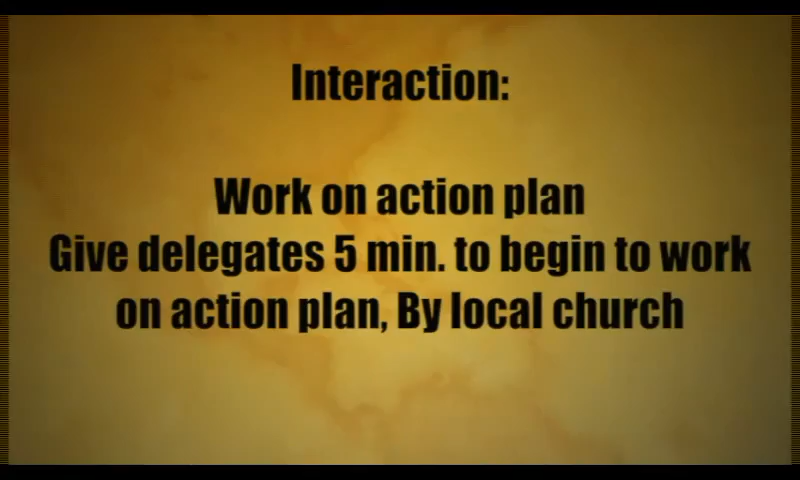 Interaction:
Work on action plan
Give delegates 5 min. to begin to work
on action plan, By local church